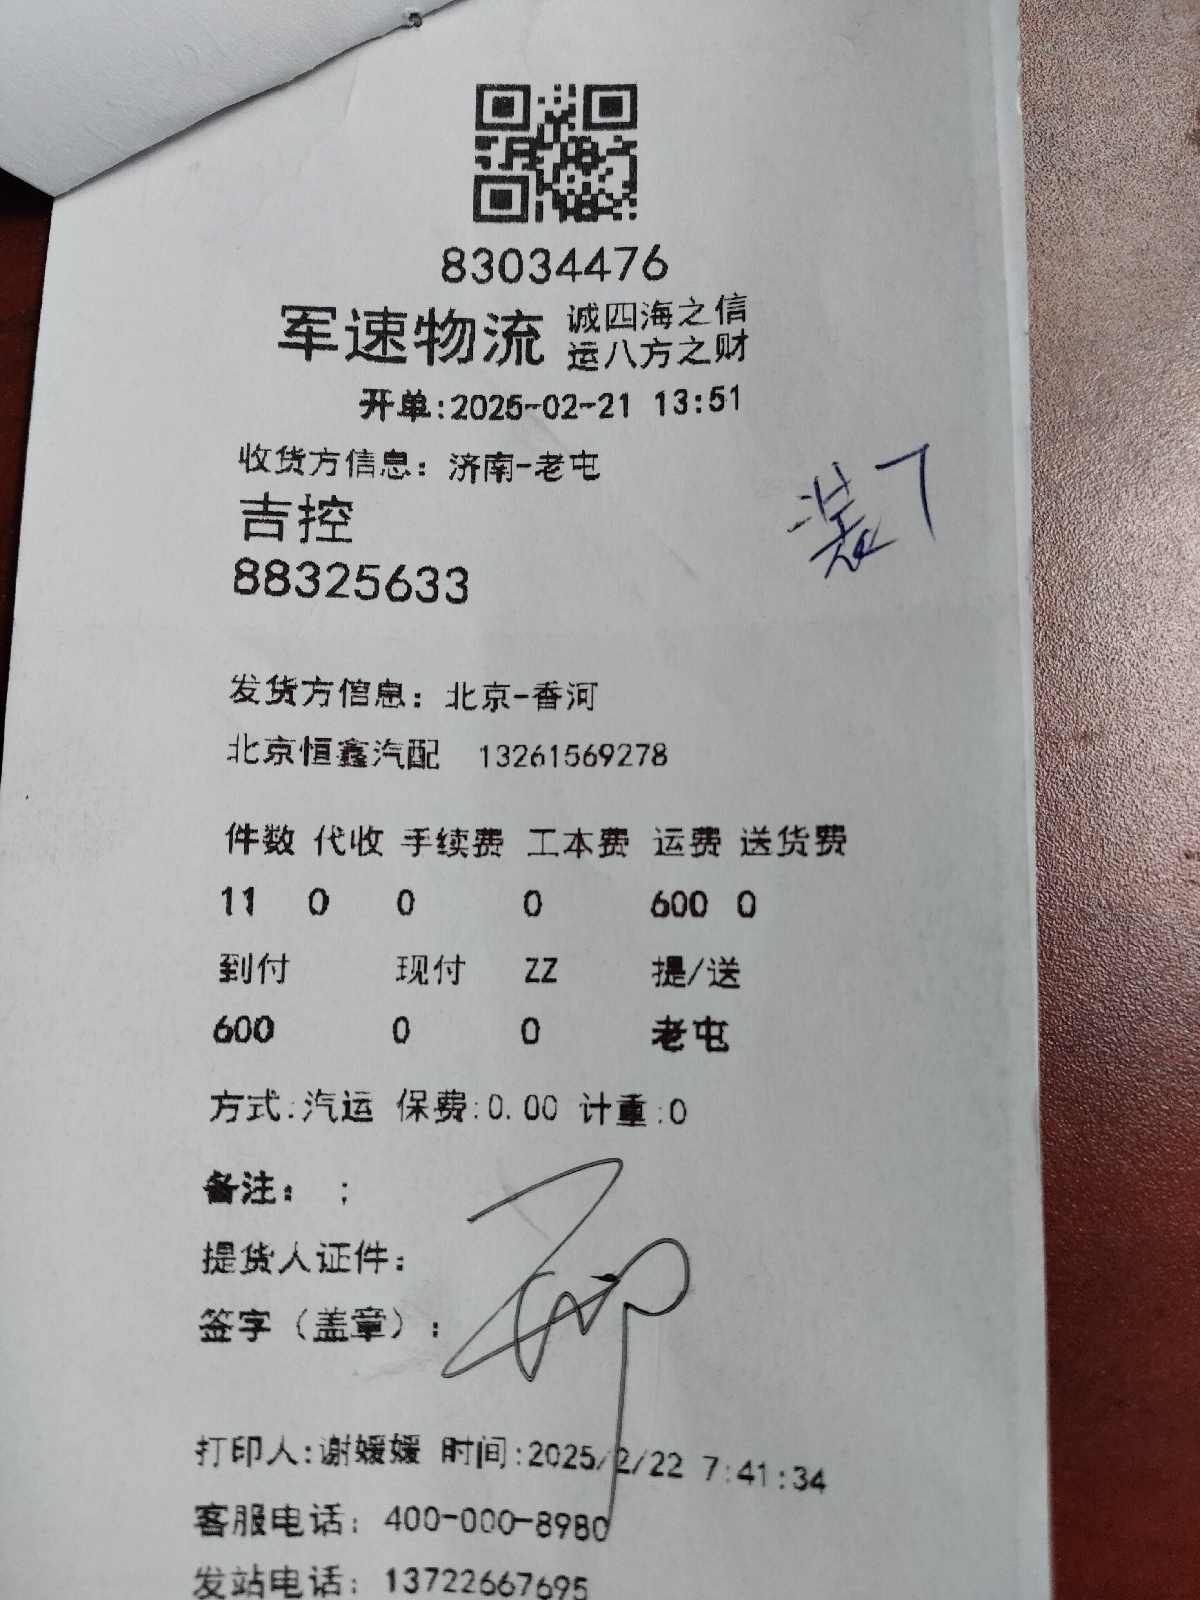 83034476
军速物流 诚四海之信
运八方之财
开单:2025-02-21 13:51
收货方信息：济南-老屯
吉控
88325633
装了
发货方信息：北京-香河
北京恒鑫汽配 13261569278
件数 代收 手续费 工本费 运费 送货费
11 0 0 0 600 0
到付 现付 ZZ 提/送
600 0 0 老屯
方式:汽运 保费:0.00 计重:0
备注： ;
提货人证件：
签字（盖章）：
打印人:谢媛媛 时间:2025/2/22 7:41:34
客服电话：400-000-8980
发站电话：13722667695